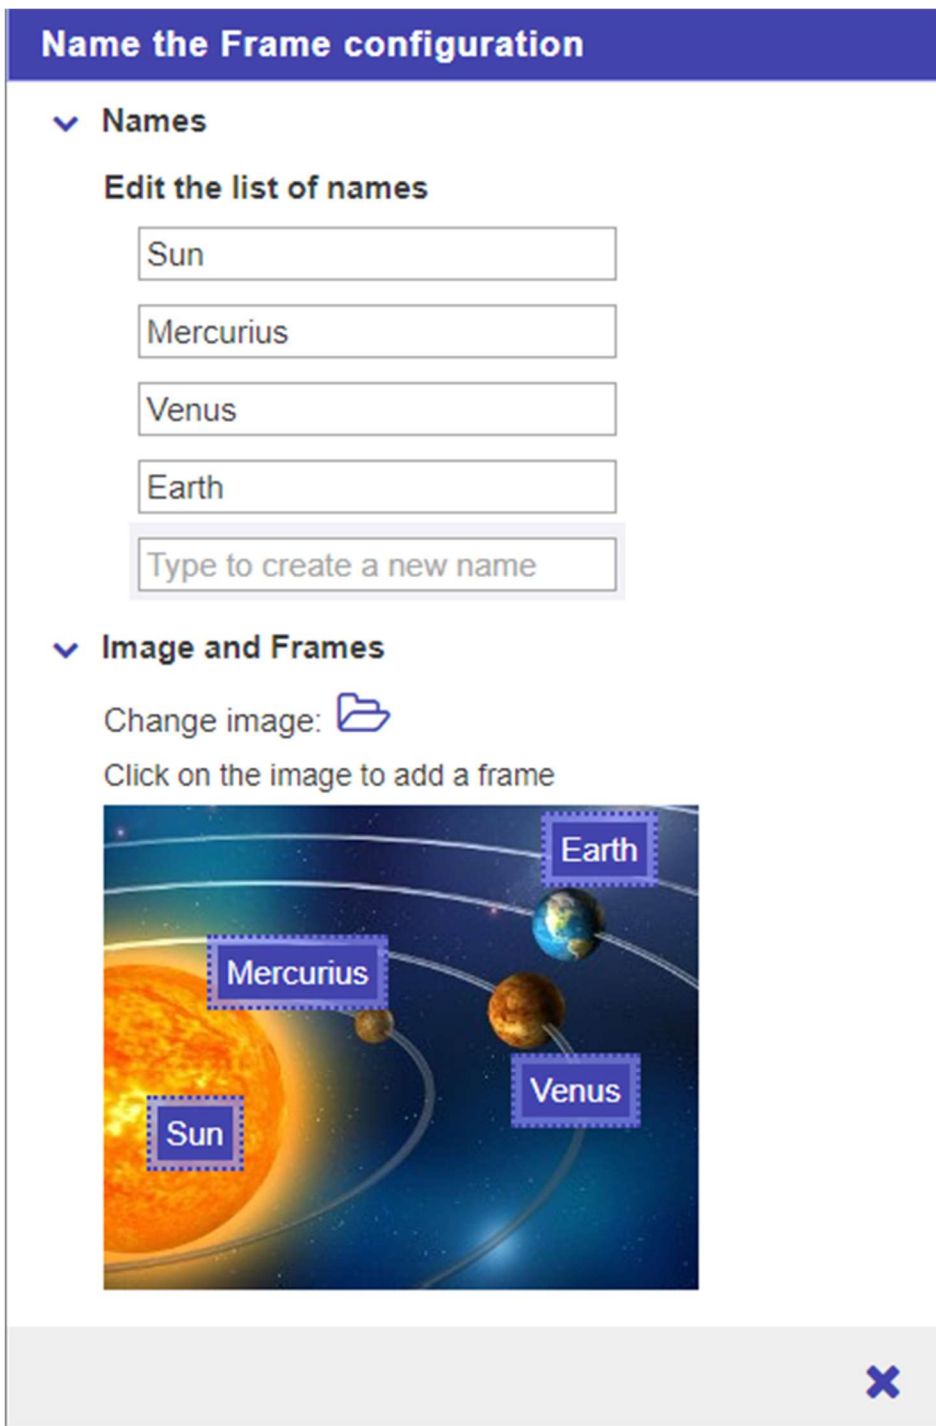 Name the Frame configuration
Names
Edit the list of names
Sun
Mercurius
Venus
Earth
Type to create a new name
Image and Frames
Change image:
Click on the image to add a frame
Earth
Mercurius
Venus
Sun